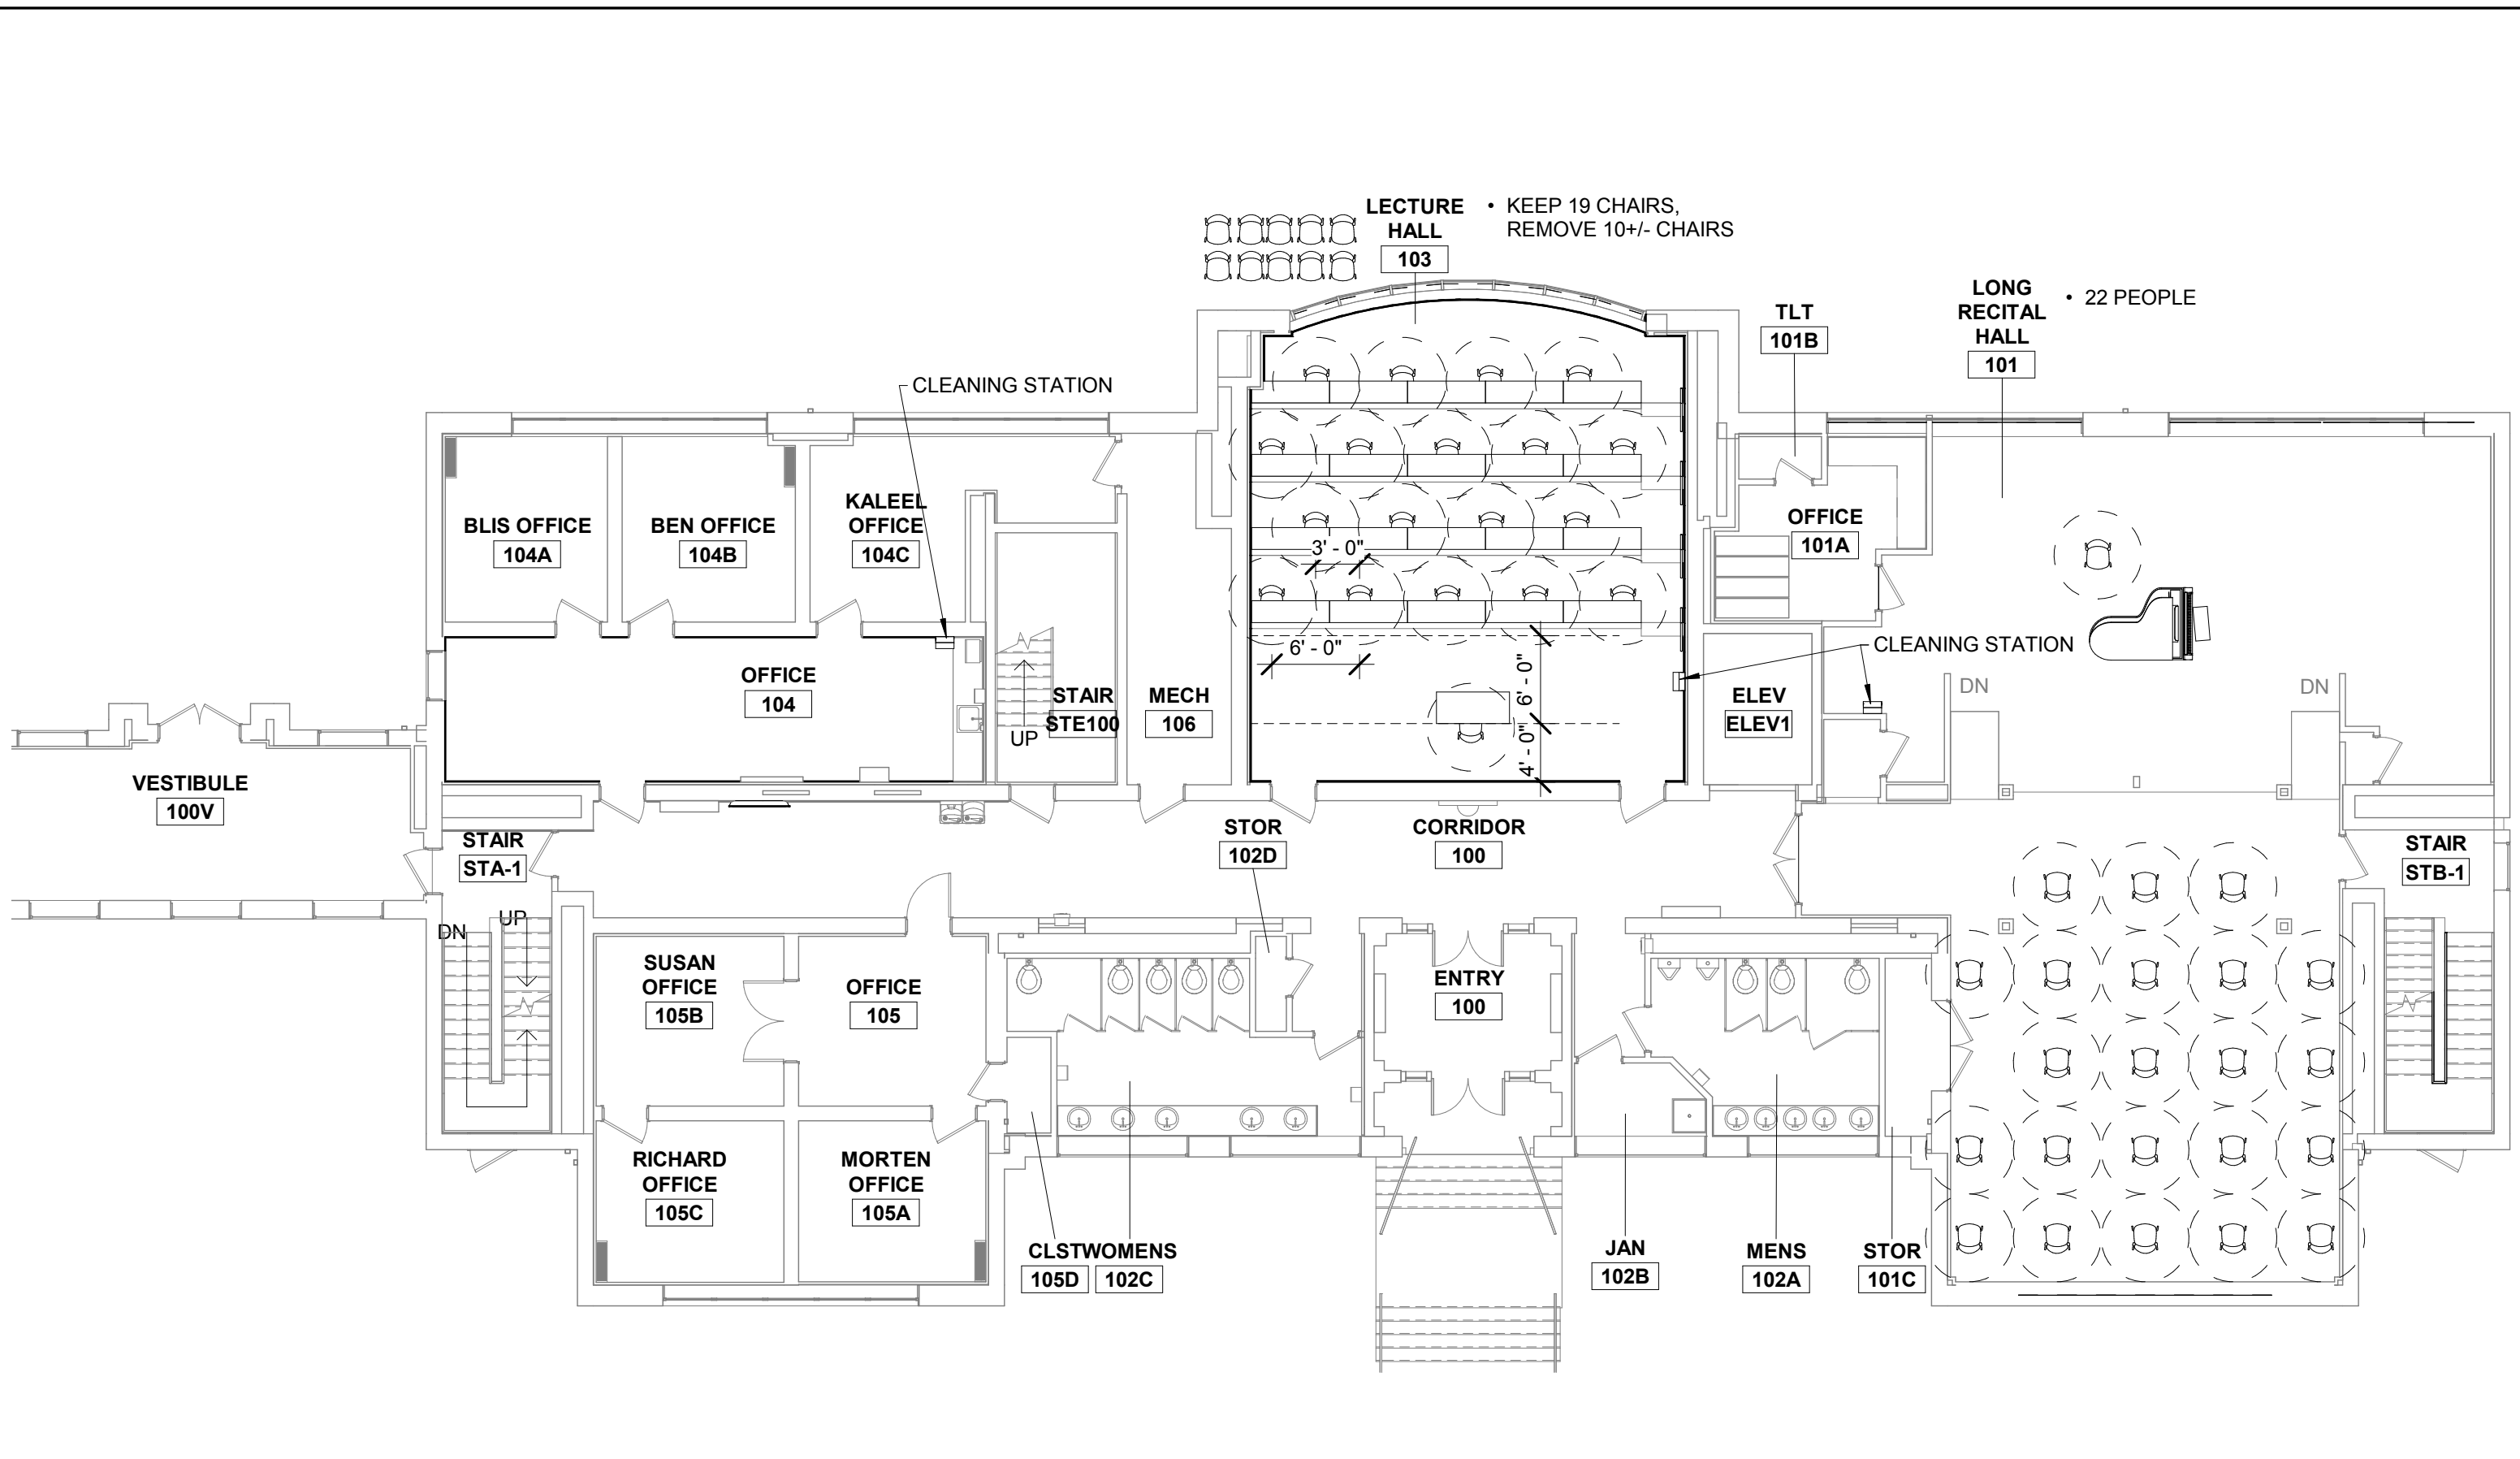 LECTURE
HALL
103
• KEEP 19 CHAIRS,
REMOVE 10+/- CHAIRS
LONG
RECITAL
HALL
101
• 22 PEOPLE
TLT
101B
CLEANING STATION
BLIS OFFICE
104A
BEN OFFICE
104B
KALEEL
OFFICE
104C
OFFICE
101A
3' - 0"
6' - 0"
6' - 0"
4' - 0"
CLEANING STATION
OFFICE
104
STAIR
STE100
UP
MECH
106
ELEV
ELEV1
DN
DN
VESTIBULE
100V
STAIR
STA-1
STOR
102D
CORRIDOR
100
STAIR
STB-1
UP
DN
SUSAN
OFFICE
105B
OFFICE
105
ENTRY
100
RICHARD
OFFICE
105C
MORTEN
OFFICE
105A
CLST
105D
WOMENS
102C
JAN
102B
MENS
102A
STOR
101C